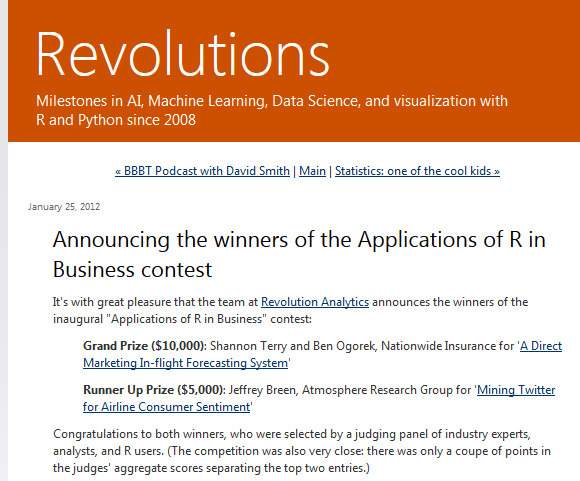 Revolutions
Milestones in AI, Machine Learning, Data Science, and visualization with
R and Python since 2008
« BBBT Podcast with David Smith | Main | Statistics: one of the cool kids »
January 25, 2012
Announcing the winners of the Applications of R in
Business contest
It's with great pleasure that the team at Revolution Analytics announces the winners of the
inaugural "Applications of R in Business" contest:
Grand Prize ($10,000): Shannon Terry and Ben Ogorek, Nationwide Insurance for 'A Direct
Marketing In-flight Forecasting System'
Runner Up Prize ($5,000): Jeffrey Breen, Atmosphere Research Group for 'Mining Twitter
for Airline Consumer Sentiment'
Congratulations to both winners, who were selected by a judging panel of industry experts,
analysts, and R users. (The competition was also very close: there was only a coupe of points in
the judges' aggregate scores separating the top two entries.)